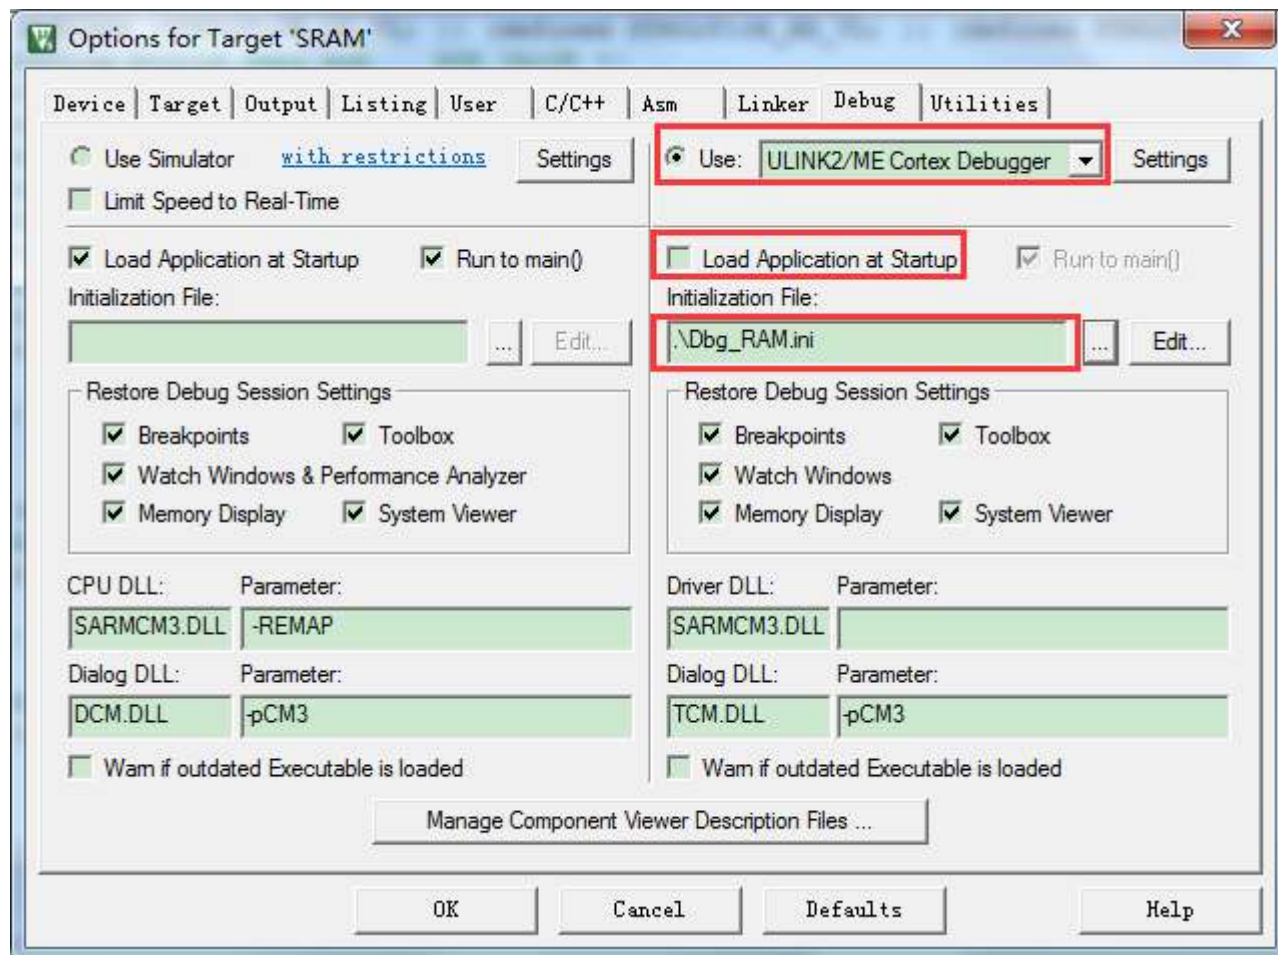 Options for Target 'SRAM'
Device Target Output Listing User C/C++ Asm Linker Debug Utilities
Use Simulator with restrictions Settings Use: ULINK2/ME Cortex Debugger Settings
Limit Speed to Real-Time
Load Application at Startup Run to main() Load Application at Startup Run to main()
Initialization File: Initialization File:
... Edit... .\Dbg_RAM.ini ... Edit...
Restore Debug Session Settings Restore Debug Session Settings
Breakpoints Toolbox Breakpoints Toolbox
Watch Windows & Performance Analyzer Watch Windows
Memory Display System Viewer Memory Display System Viewer
CPU DLL: Parameter: Driver DLL: Parameter:
SARMCM3.DLL -REMAP SARMCM3.DLL
Dialog DLL: Parameter: Dialog DLL: Parameter:
DCM.DLL -pCM3 TCM.DLL -pCM3
Warn if outdated Executable is loaded Warn if outdated Executable is loaded
Manage Component Viewer Description Files ...
OK Cancel Defaults Help